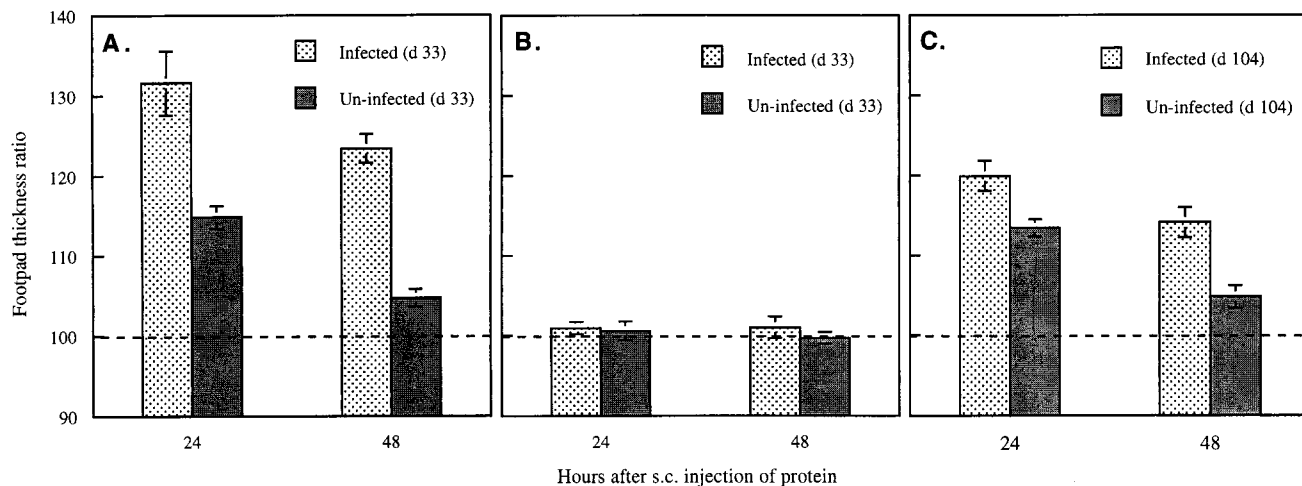 140
130
120
110
100
90
Footpad thickness ratio
A.
Infected (d 33)
Un-infected (d 33)
24
48
B.
Infected (d 33)
Un-infected (d 33)
24
48
C.
Infected (d 104)
Un-infected (d 104)
24
48
Hours after s.c. injection of protein